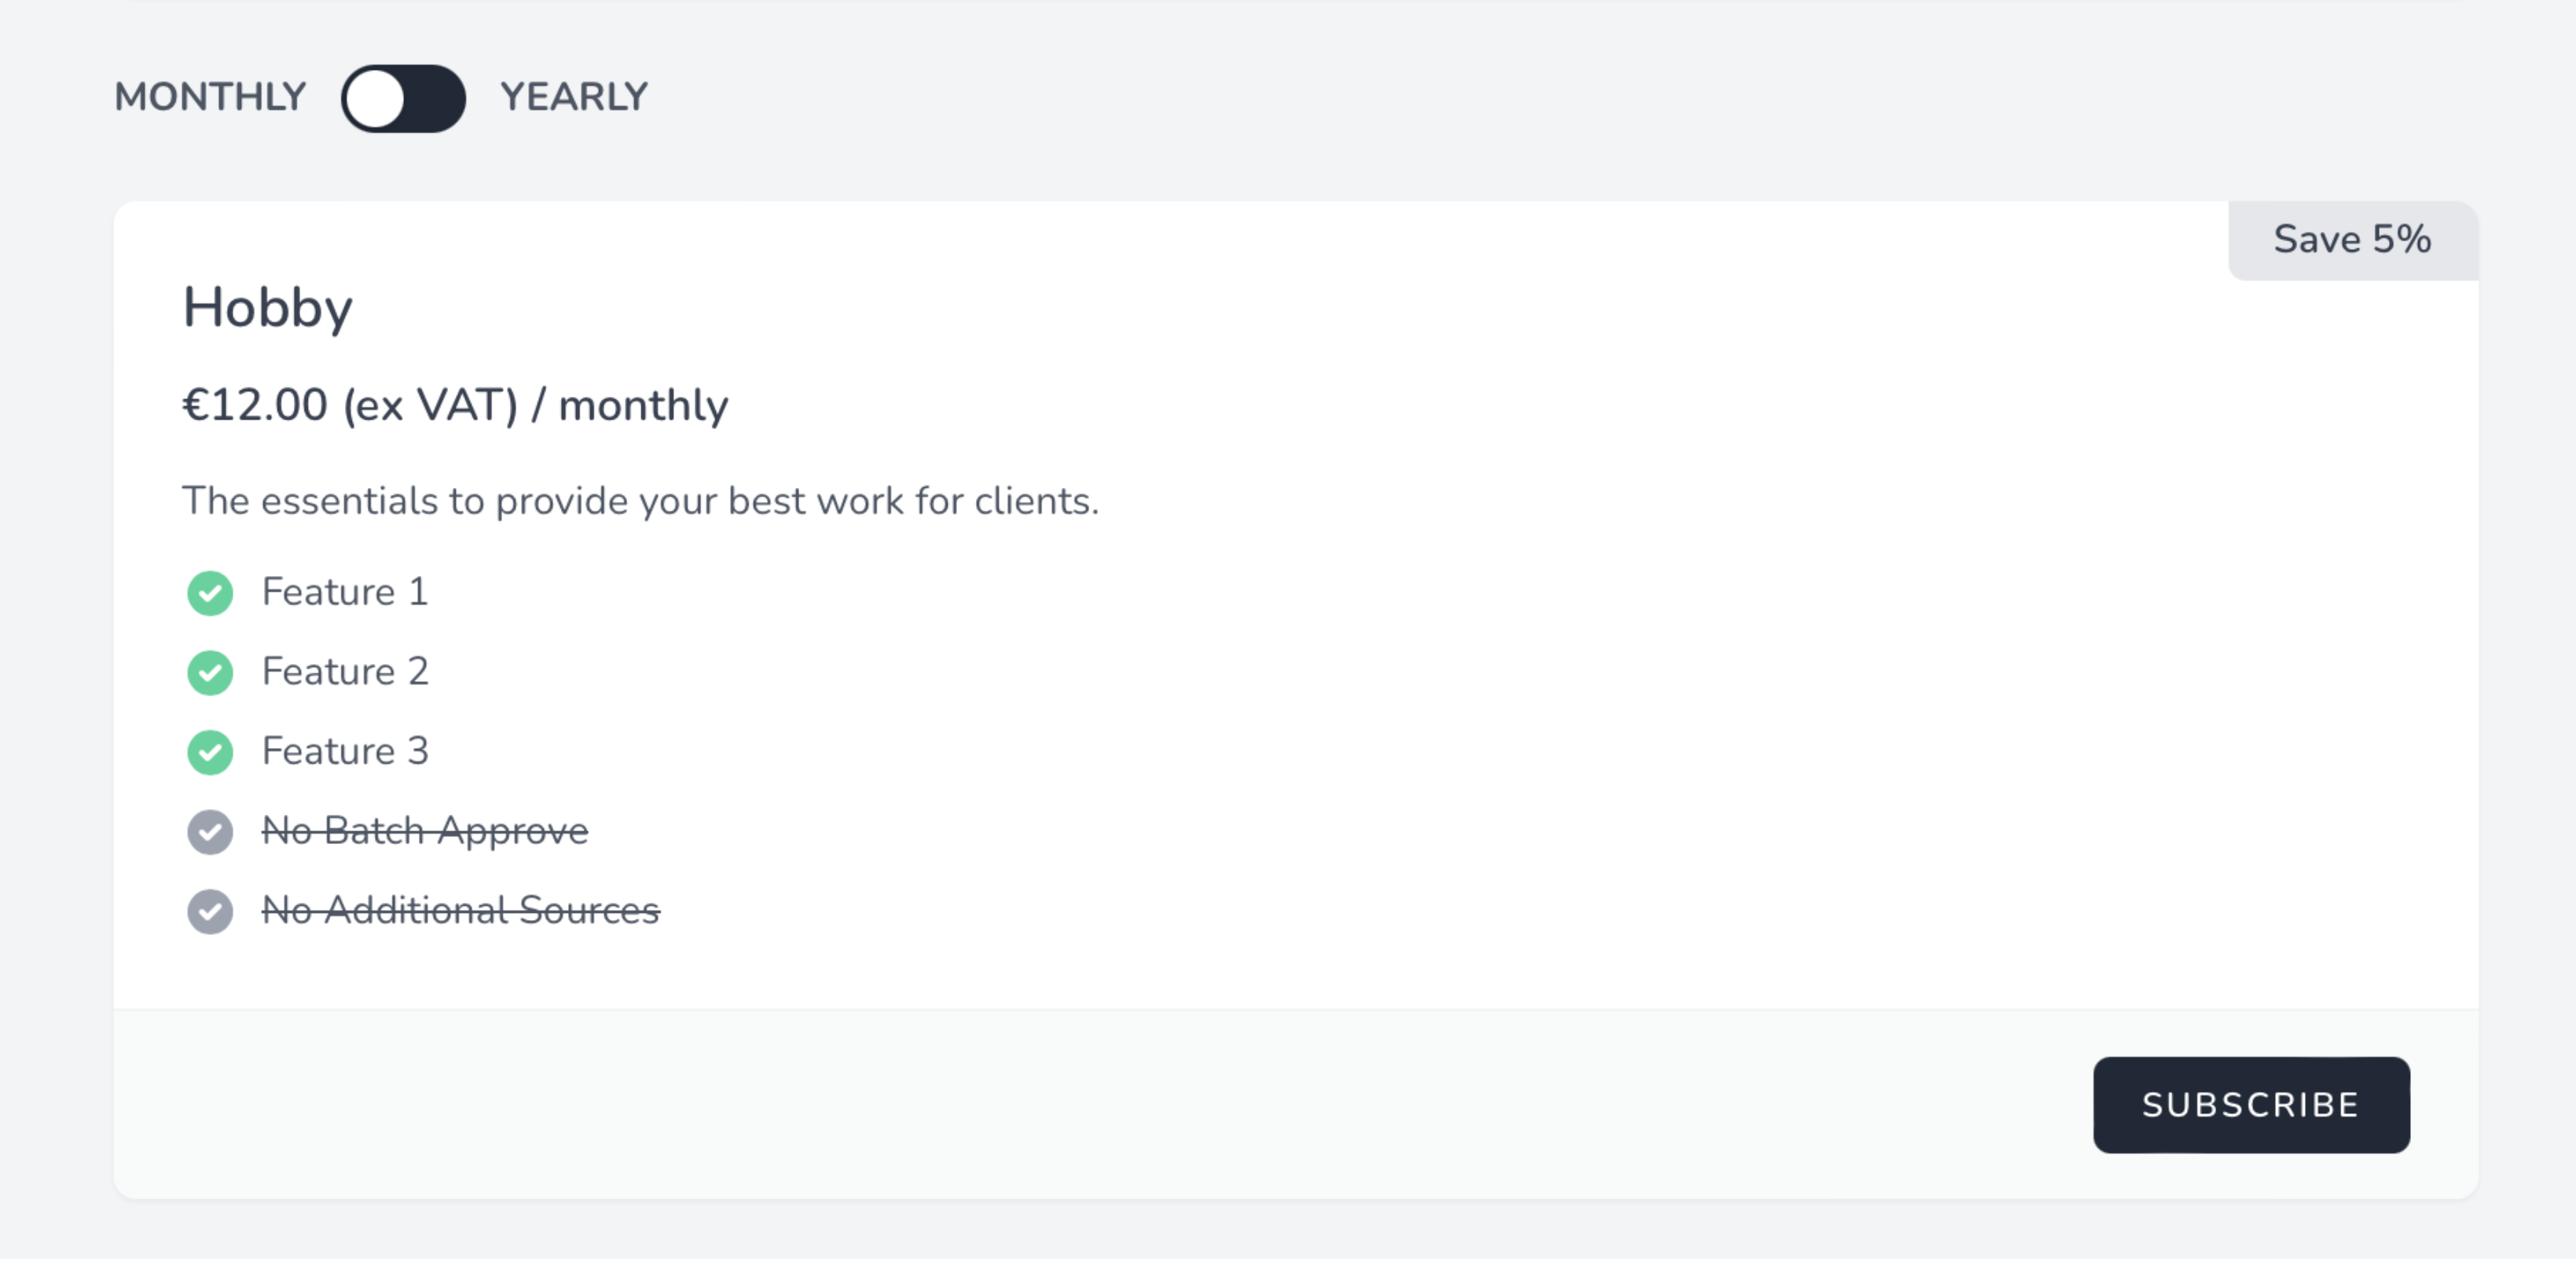 MONTHLY YEARLY
Save 5%
Hobby
€12.00 (ex VAT) / monthly
The essentials to provide your best work for clients.
Feature 1
Feature 2
Feature 3
No Batch Approve
No Additional Sources
SUBSCRIBE